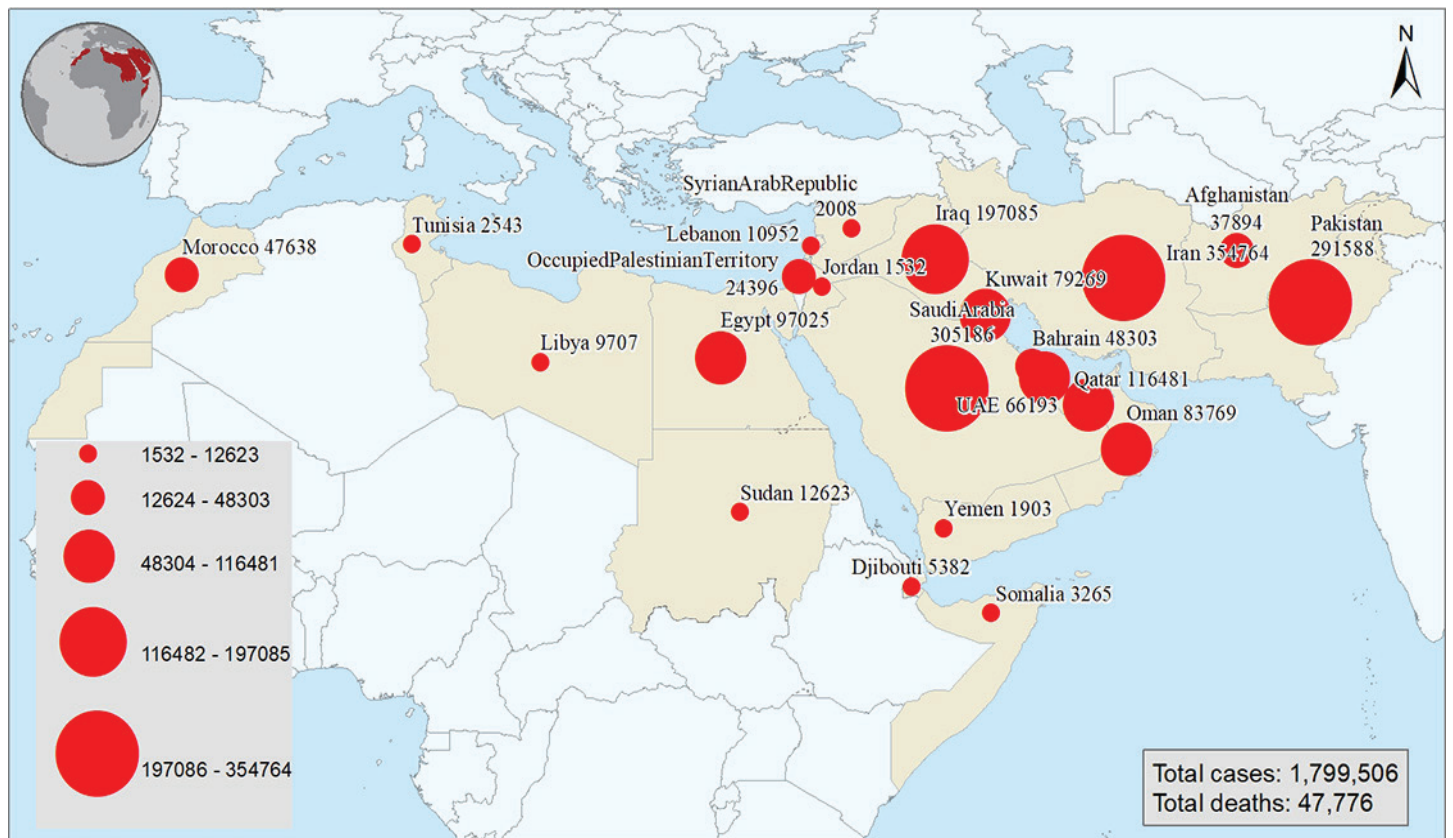 N
SyrianArabRepublic
2008
Afghanistan
37894
Pakistan
291588
Tunisia 2543
Iraq 197085
Lebanon 10952
Morocco 47638
Iran 354764
OccupiedPalestinianTerritory
24396
Jordan 1532
Kuwait 79269
SaudiArabia
305186
Egypt 97025
Bahrain 48303
Libya 9707
Qatar 116481
UAE 66193
Oman 83769
Sudan 12623
Yemen 1903
Djibouti 5382
Somalia 3265
1532 - 12623
12624 - 48303
48304 - 116481
116482 - 197085
197086 - 354764
Total cases: 1,799,506
Total deaths: 47,776